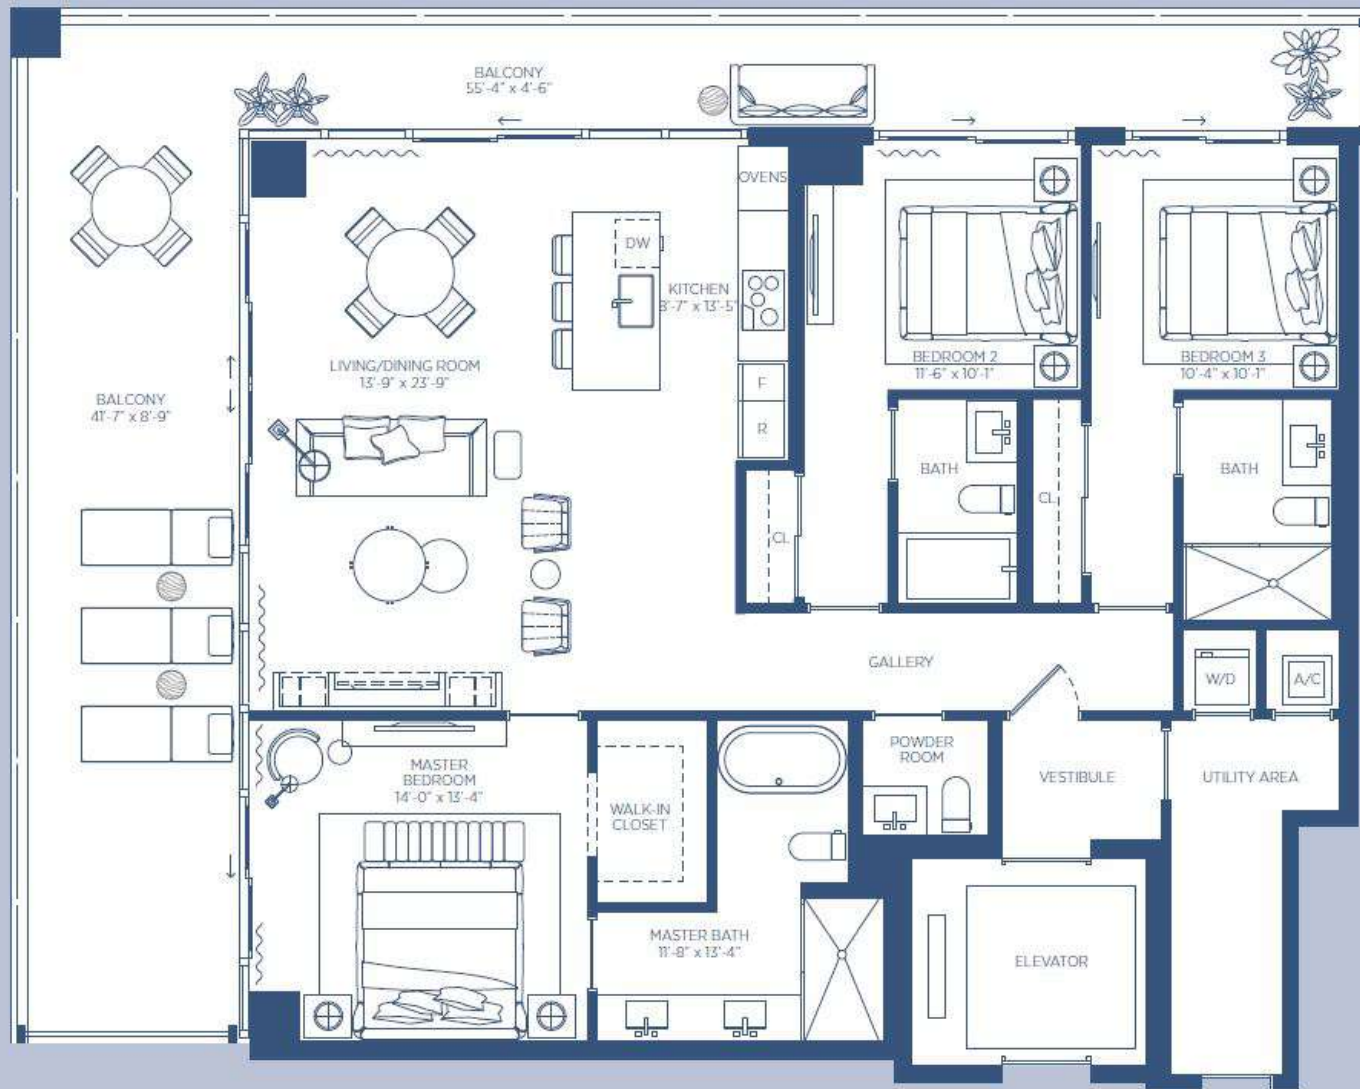 BALCONY
55'-4" x 4'-6"
OVENS
DW
KITCHEN
8'-7" x 13'-5"
LIVING/DINING ROOM
13'-9" x 23'-9"
BEDROOM 2
11'-6" x 10'-1"
BEDROOM 3
10'-4" x 10'-1"
F
R
BALCONY
41'-7" x 8'-9"
BATH
BATH
CL
CL
GALLERY
W/D
A/C
MASTER
BEDROOM
14'-0" x 13'-4"
WALK-IN
CLOSET
POWDER
ROOM
VESTIBULE
UTILITY AREA
MASTER BATH
11'-8" x 13'-4"
ELEVATOR